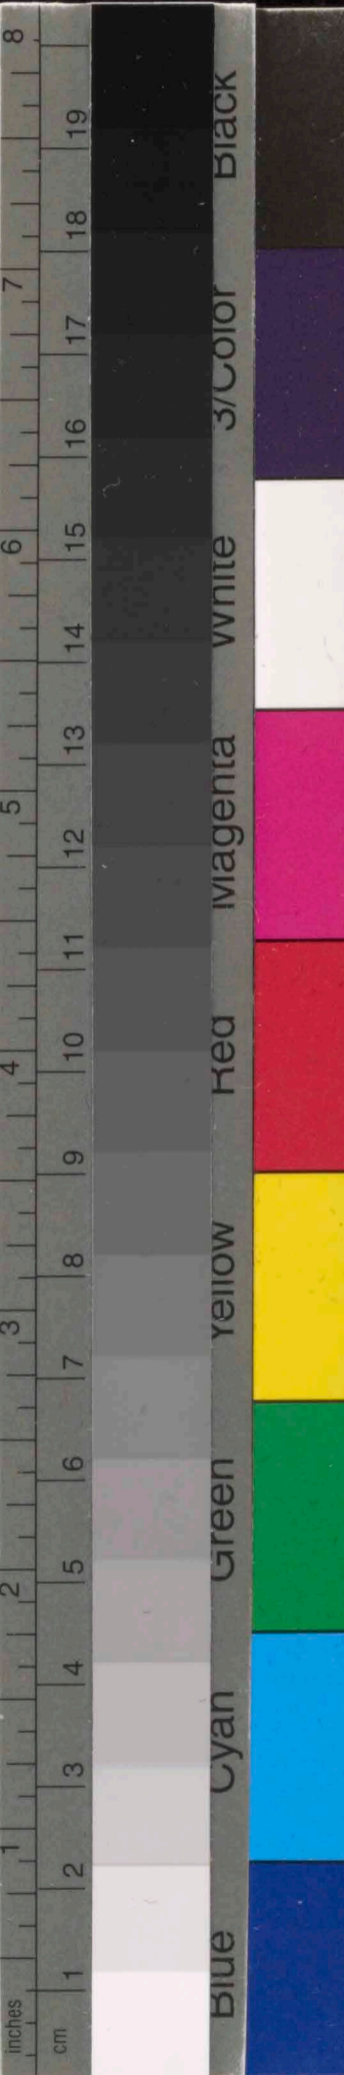 inches 1 2 3 4 5 6 7 8
cm 1 2 3 4 5 6 7 8 9 10 11 12 13 14 15 16 17 18 19
Blue Cyan Green Yellow Red Magenta White 3/Color Black